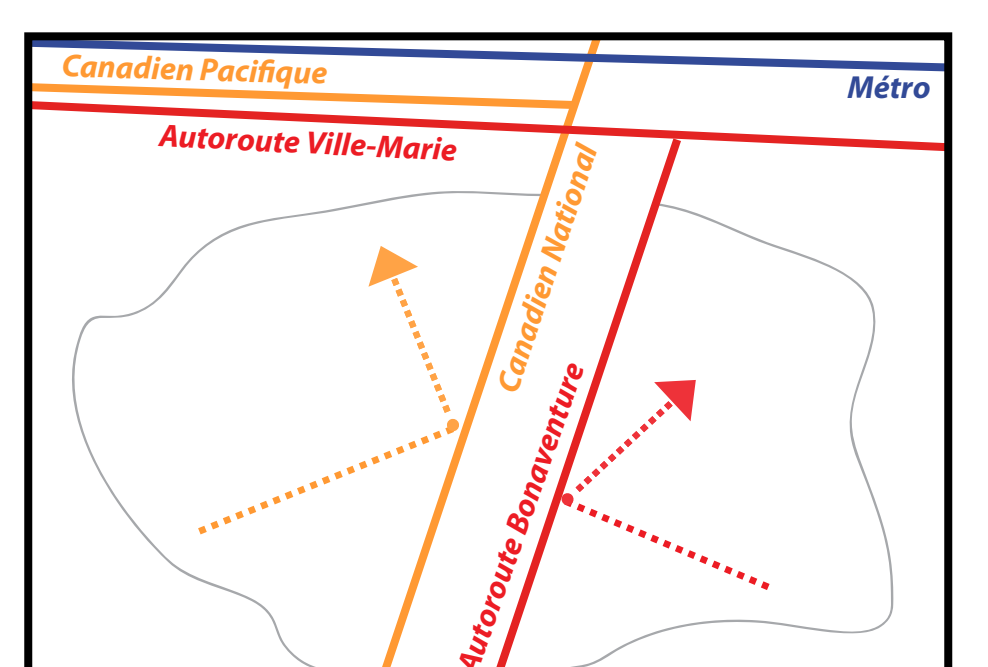 Canadien Pacifique
Métro
Autoroute Ville-Marie
Canadien National
Autoroute Bonaventure